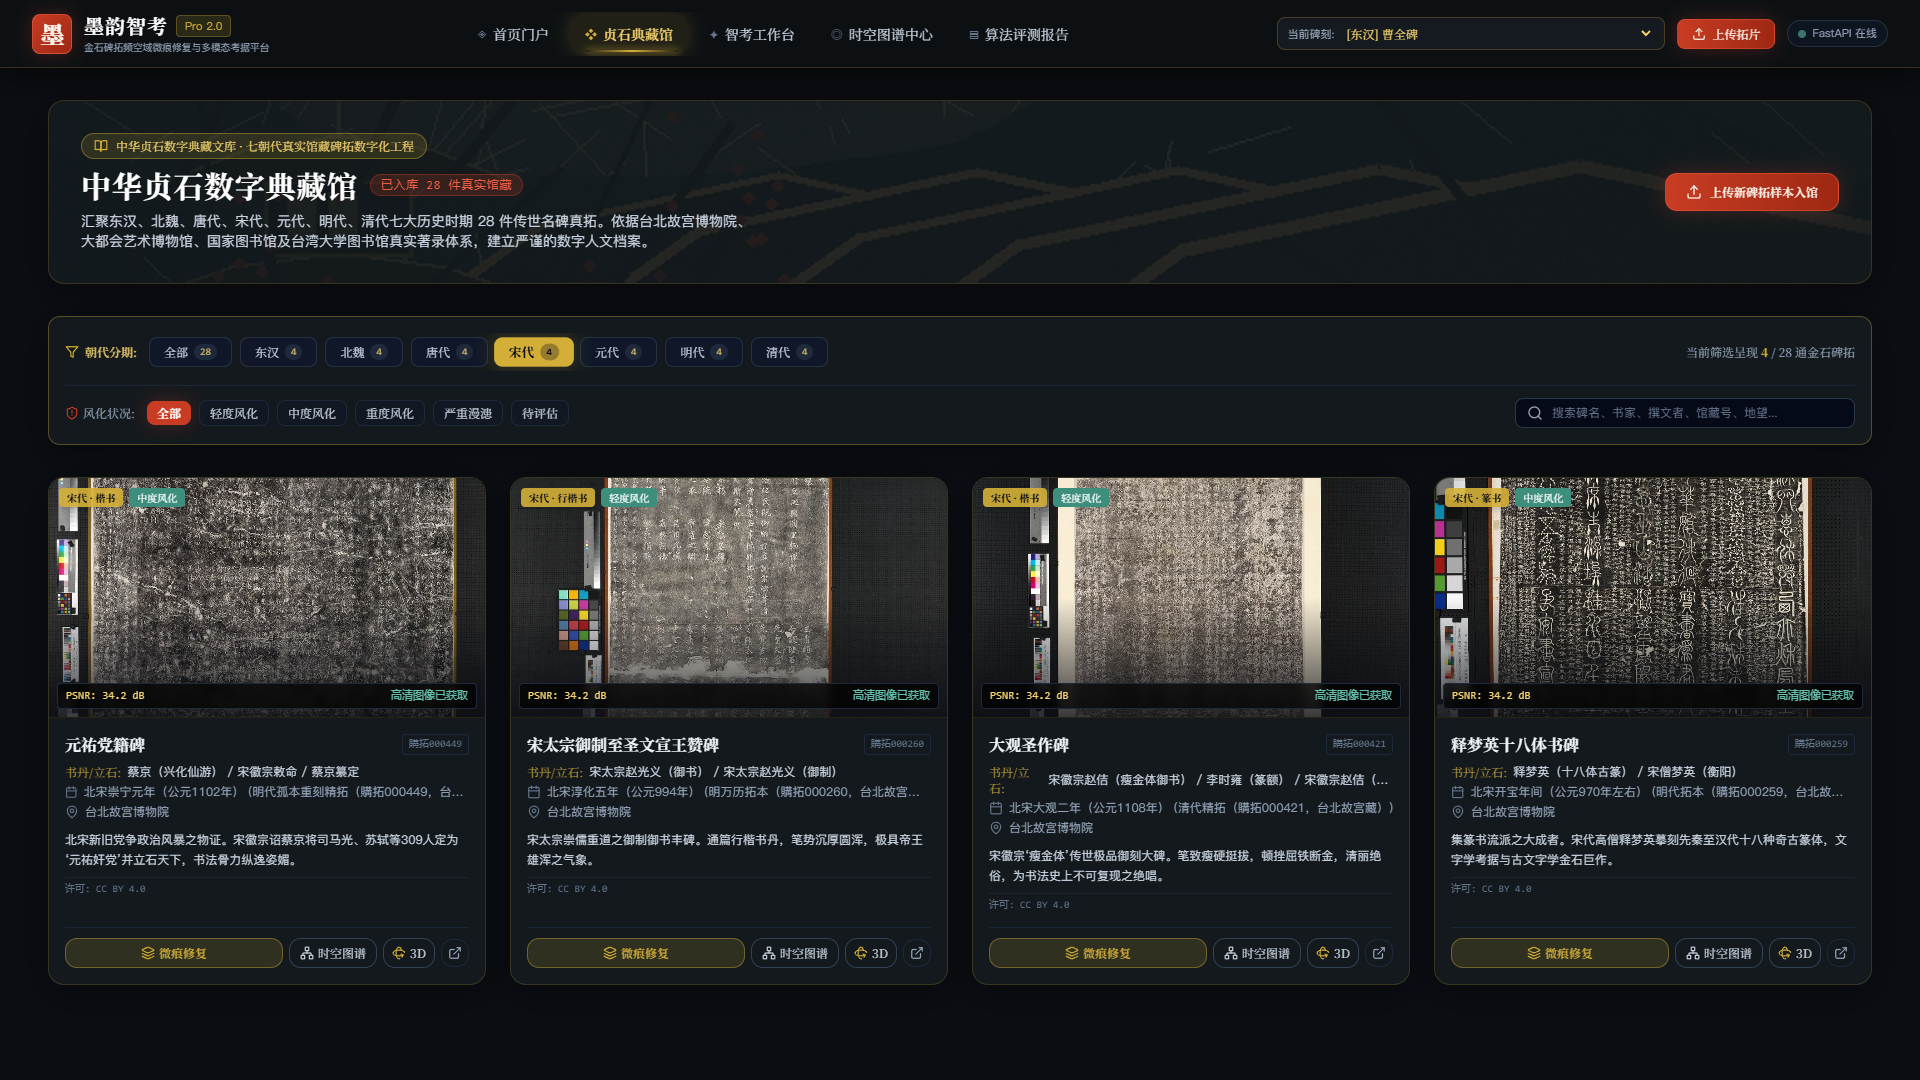 墨
墨韵智考 Pro 2.0
金石碑拓频空域微痕修复与多模态考据平台
首页门户
贞石典藏馆
智考工作台
时空图谱中心
算法评测报告
当前碑刻: [东汉] 曹全碑
上传拓片
FastAPI 在线
中华贞石数字典藏文库 · 七朝代真实馆藏碑拓数字化工程
中华贞石数字典藏馆 已入库 28 件真实馆藏
汇聚东汉、北魏、唐代、宋代、元代、明代、清代七大历史时期 28 件传世名碑真拓。依据台北故宫博物院、
大都会艺术博物馆、国家图书馆及台湾大学图书馆真实著录体系，建立严谨的数字人文档案。
上传新碑拓样本入馆
朝代分期: 全部 28 东汉 4 北魏 4 唐代 4 宋代 4 元代 4 明代 4 清代 4
当前筛选呈现 4 / 28 通金石碑拓
风化状况: 全部 轻度风化 中度风化 重度风化 严重漫漶 待评估
搜索碑名、书家、撰文者、馆藏号、地望...
宋代 · 楷书 中度风化
PSNR: 34.2 dB 高清图像已获取
元祐党籍碑 購拓000449
书丹/立石: 蔡京（兴化仙游） / 宋徽宗敕命 / 蔡京纂定
北宋崇宁元年（公元1102年）（明代孤本重刻精拓（購拓000449，台...
台北故宫博物院
北宋新旧党争政治风暴之物证。宋徽宗诏蔡京将司马光、苏轼等309人定为
‘元祐奸党’并立石天下，书法骨力纵逸姿媚。
许可: CC BY 4.0
微痕修复 时空图谱 3D
宋代 · 行楷书 轻度风化
PSNR: 34.2 dB 高清图像已获取
宋太宗御制至圣文宣王赞碑 購拓000260
书丹/立石: 宋太宗赵光义（御书） / 宋太宗赵光义（御制）
北宋淳化五年（公元994年）（明万历拓本（購拓000260，台北故宫...
台北故宫博物院
宋太宗崇儒重道之御制御书丰碑。通篇行楷书丹，笔势沉厚圆浑，极具帝王
雄浑之气象。
许可: CC BY 4.0
微痕修复 时空图谱 3D
宋代 · 楷书 轻度风化
PSNR: 34.2 dB 高清图像已获取
大观圣作碑 購拓000421
书丹/立石: 宋徽宗赵佶（瘦金体御书） / 李时雍（篆额） / 宋徽宗赵佶（...
北宋大观二年（公元1108年）（清代精拓（購拓000421，台北故宫藏））
台北故宫博物院
宋徽宗‘瘦金体’传世极品御刻大碑。笔致瘦硬挺拔，顿挫屈铁断金，清丽绝
俗，为书法史上不可复现之绝唱。
许可: CC BY 4.0
微痕修复 时空图谱 3D
宋代 · 篆书 中度风化
PSNR: 34.2 dB 高清图像已获取
释梦英十八体书碑 購拓000259
书丹/立石: 释梦英（十八体古篆） / 宋僧梦英（衡阳）
北宋开宝年间（公元970年左右）（明代拓本（購拓000259，台北故...
台北故宫博物院
集篆书流派之大成者。宋代高僧释梦英摹刻先秦至汉代十八种奇古篆体，文
字学考据与古文字学金石巨作。
许可: CC BY 4.0
微痕修复 时空图谱 3D